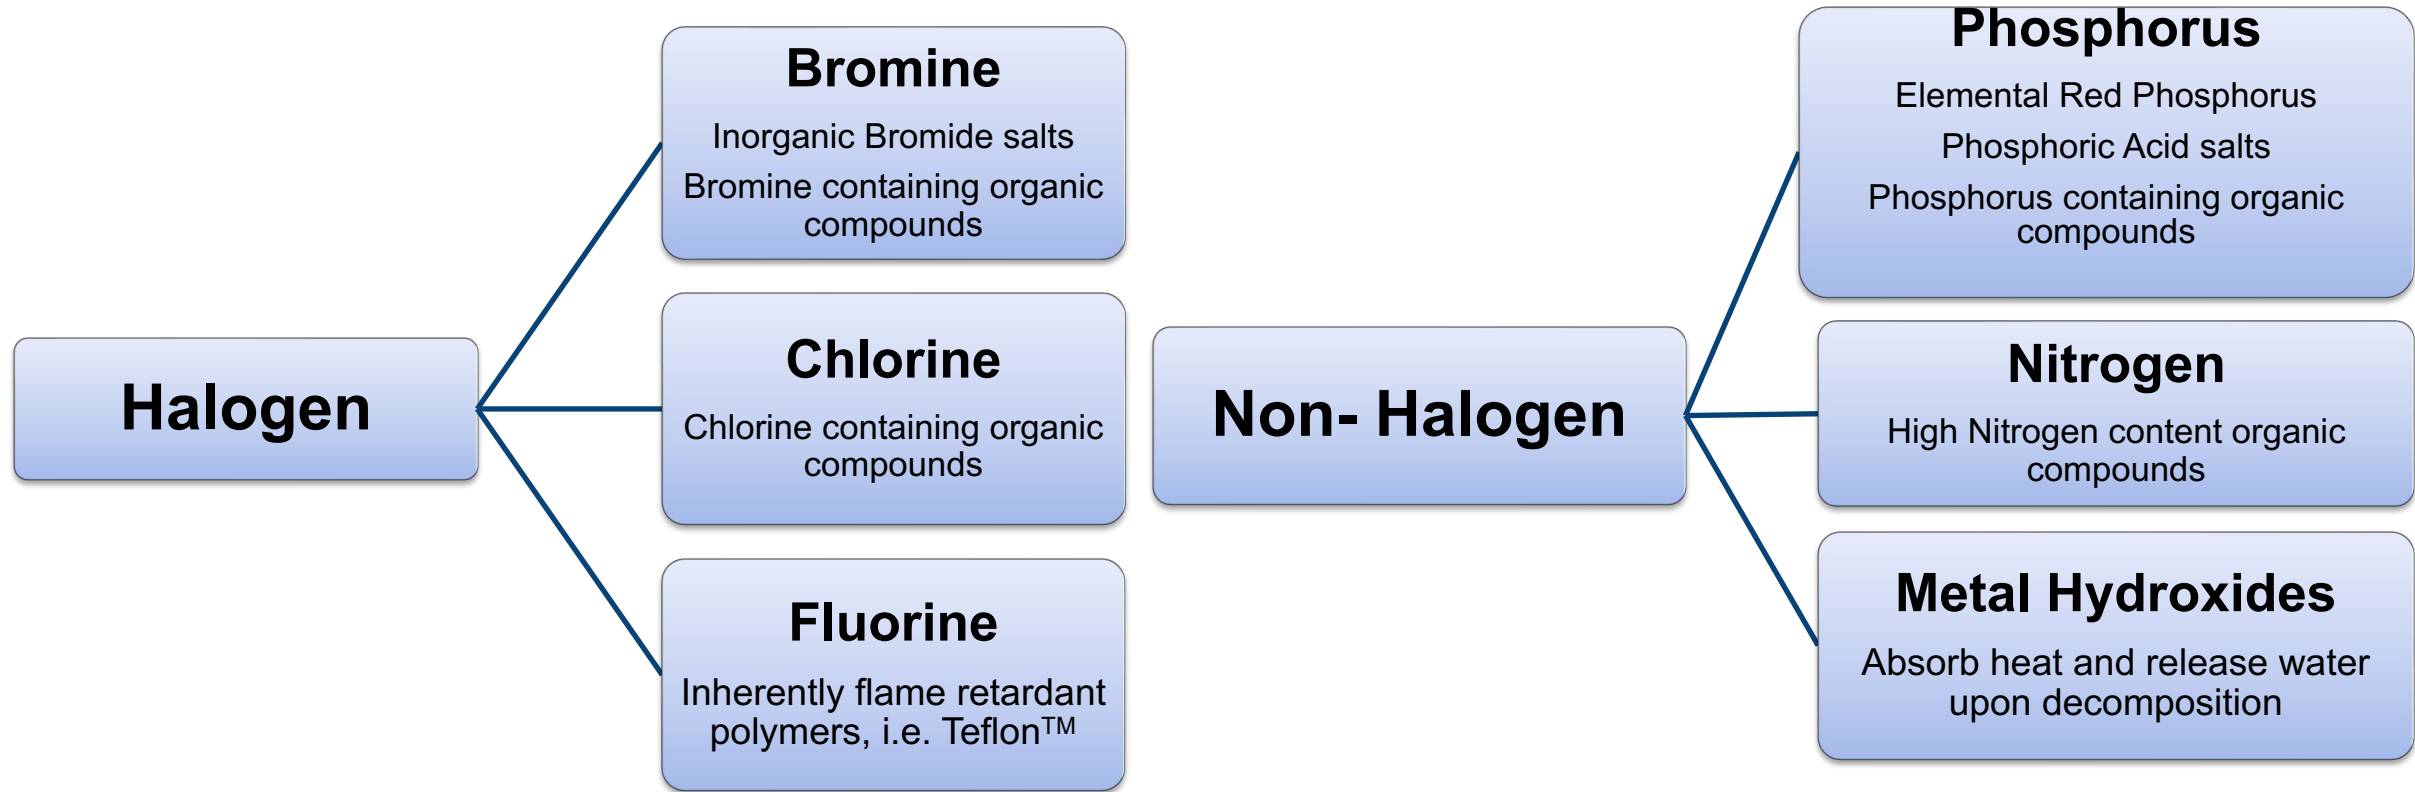 Halogen
Bromine
Inorganic Bromide salts
Bromine containing organic
compounds
Chlorine
Chlorine containing organic
compounds
Fluorine
Inherently flame retardant
polymers, i.e. Teflon™
Non- Halogen
Phosphorus
Elemental Red Phosphorus
Phosphoric Acid salts
Phosphorus containing organic
compounds
Nitrogen
High Nitrogen content organic
compounds
Metal Hydroxides
Absorb heat and release water
upon decomposition